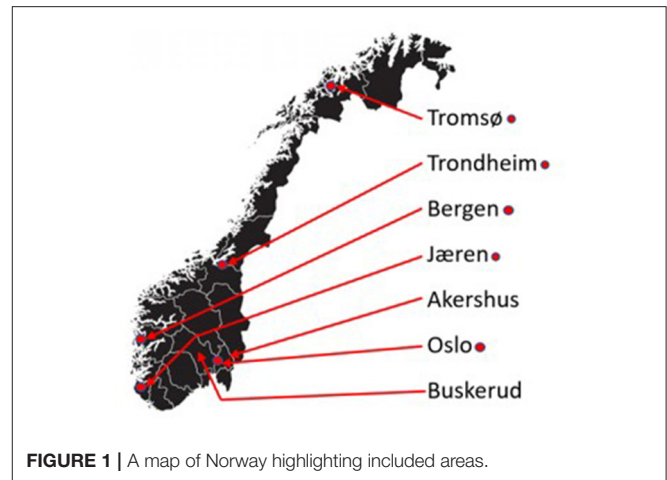 Tromsø
Trondheim
Bergen
Jæren
Akershus
Oslo
Buskerud
FIGURE 1 | A map of Norway highlighting included areas.